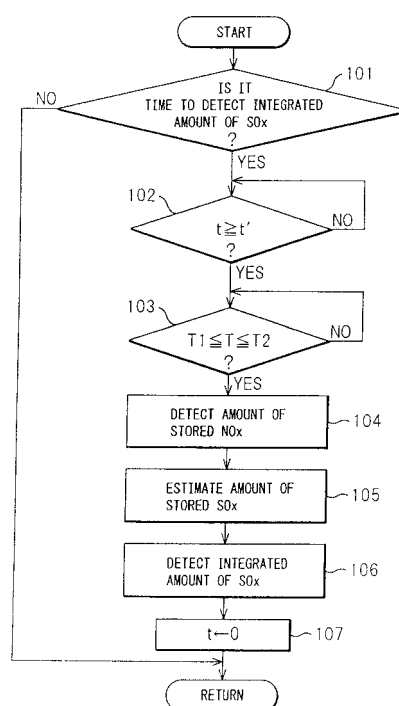 START
101
IS IT
TIME TO DETECT INTEGRATED
AMOUNT OF SOx
?
NO
YES
102
t≧t'
?
NO
YES
103
T1≦T≦T2
?
NO
YES
DETECT AMOUNT OF
STORED NOx
104
ESTIMATE AMOUNT OF
STORED SOx
105
DETECT INTEGRATED
AMOUNT OF SOx
106
t←0
107
RETURN